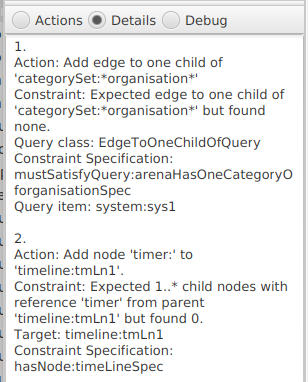 Actions Details Debug
1.
Action: Add edge to one child of
'categorySet:*organisation*'
Constraint: Expected edge to one child of
'categorySet:*organisation*' but found
none.
Query class: EdgeToOneChildOfQuery
Constraint Specification:
mustSatisfyQuery:arenaHasOneCategoryO
forganisationSpec
Query item: system:sys1
2.
Action: Add node 'timer:' to
'timeline:tmLn1'.
Constraint: Expected 1..* child nodes with
reference 'timer' from parent
'timeline:tmLn1' but found 0.
Target: timeline:tmLn1
Constraint Specification:
hasNode:timeLineSpec